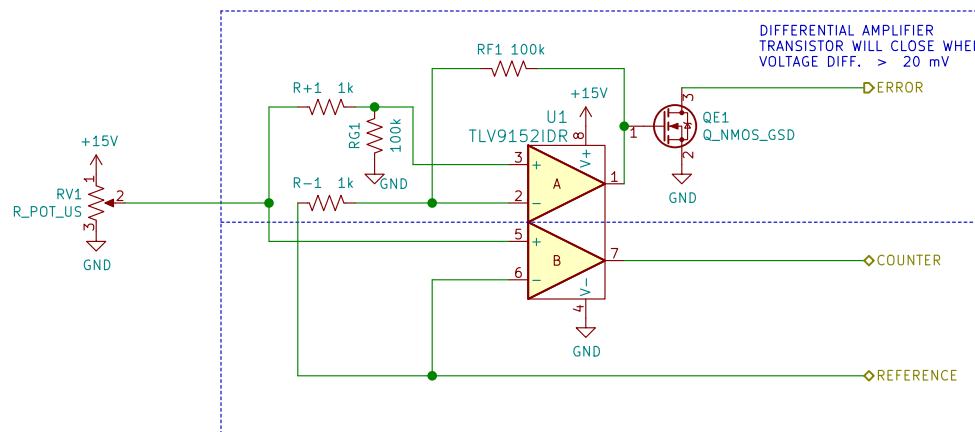 DIFFERENTIAL AMPLIFIER
TRANSISTOR WILL CLOSE WHE
VOLTAGE DIFF. > 20 mV
RF1 100k
ERROR
R+1 1k
+15V
3
QE1
Q_NMOS_GSD
1
2
GND
U1
TLV9152IDR
8
V+
RG1
100k
GND
3
+
A
1
2
-
R-1 1k
+15V
1
RV1
R_POT_US
2
3
GND
5
+
B
7
COUNTER
6
-
V-
4
GND
REFERENCE